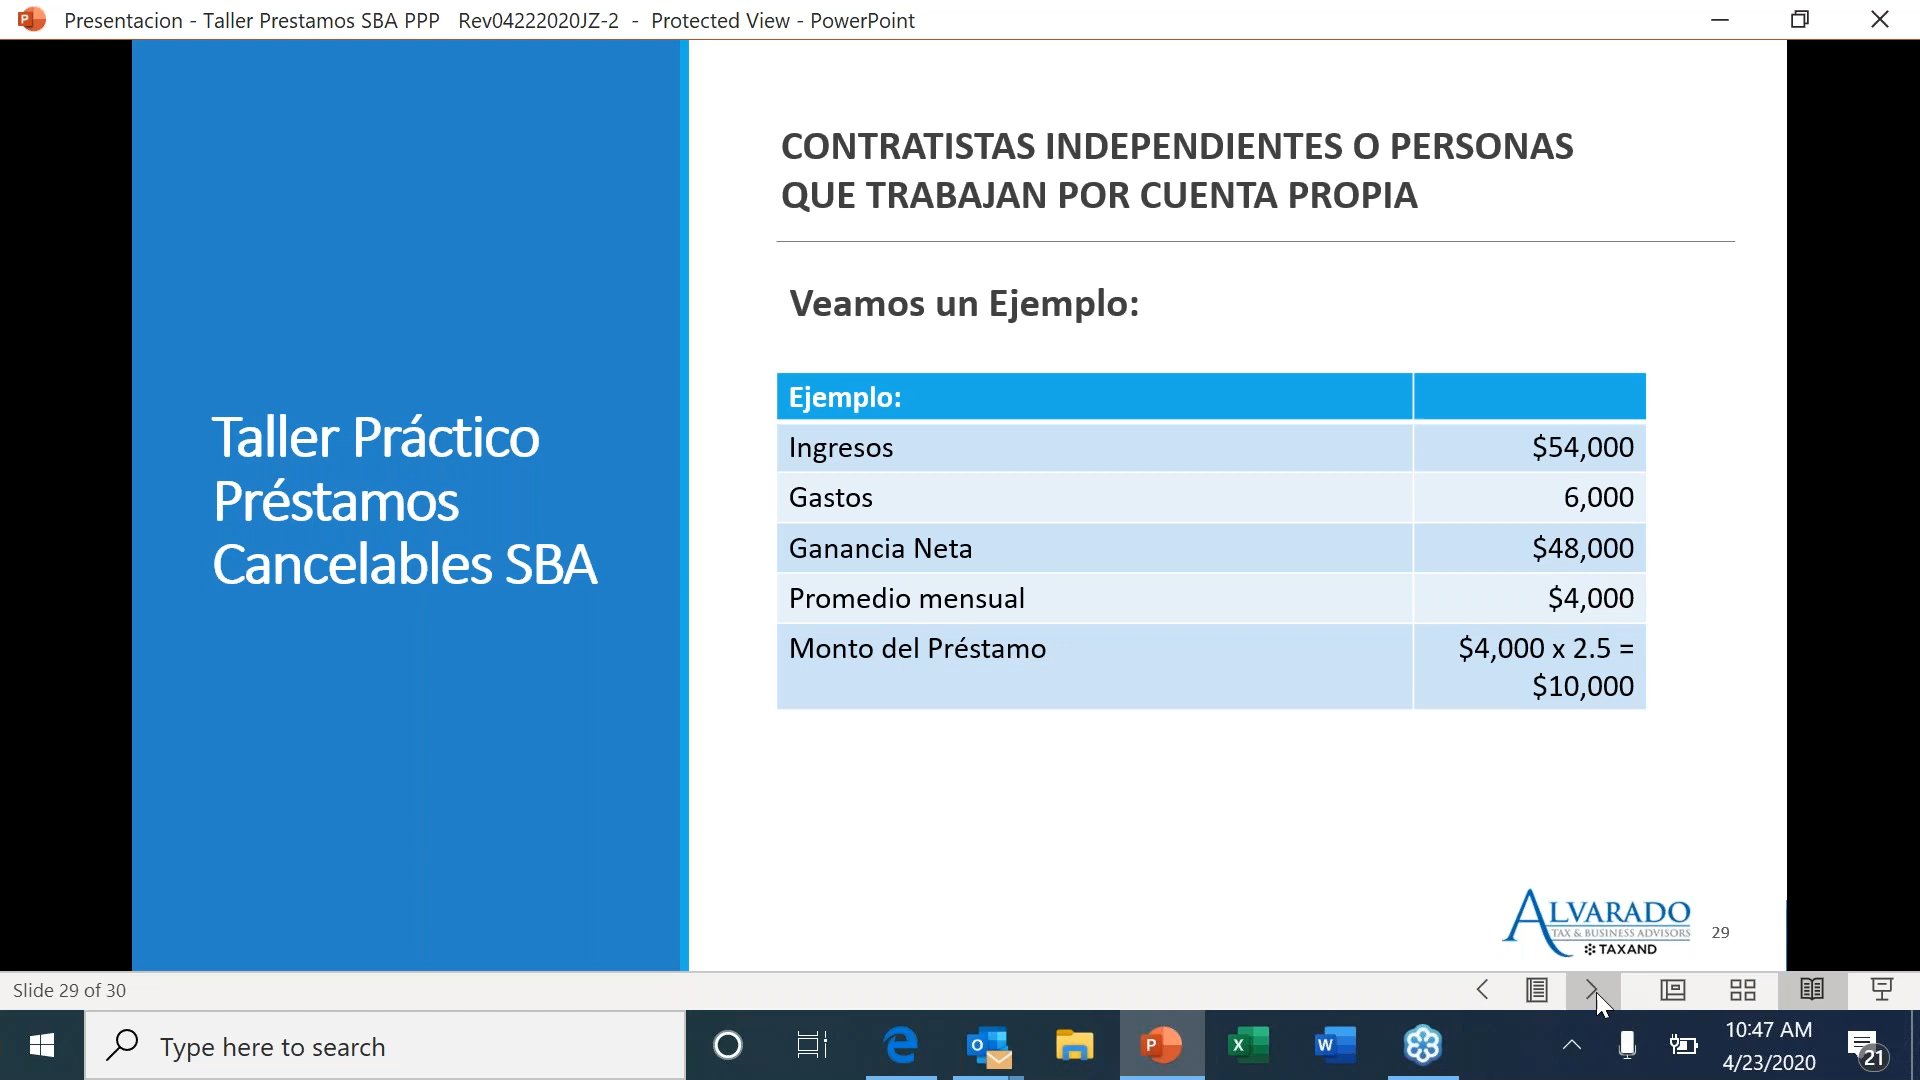 Presentacion - Taller Prestamos SBA PPP   Rev04222020JZ-2  -  Protected View - PowerPoint
Taller Práctico
Préstamos
Cancelables SBA
CONTRATISTAS INDEPENDIENTES O PERSONAS
QUE TRABAJAN POR CUENTA PROPIA
Veamos un Ejemplo:
Ejemplo:
Ingresos $54,000
Gastos 6,000
Ganancia Neta $48,000
Promedio mensual $4,000
Monto del Préstamo $4,000 x 2.5 =
$10,000
ALVARADO
TAX & BUSINESS ADVISORS
TAXAND
29
Slide 29 of 30
Type here to search
10:47 AM
4/23/2020
21